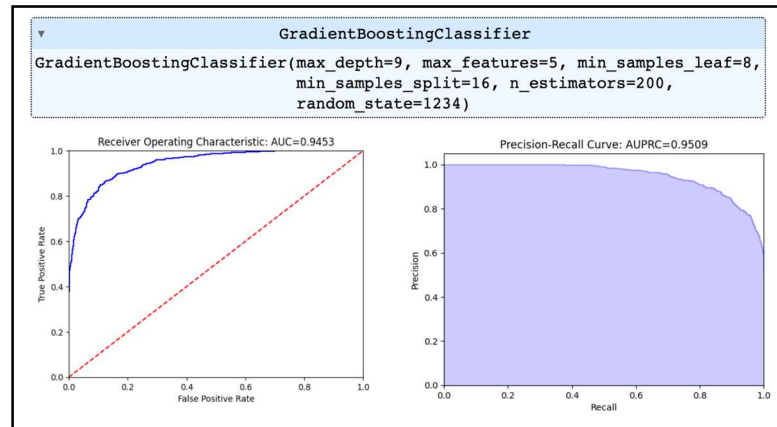 ▼ GradientBoostingClassifier
GradientBoostingClassifier(max_depth=9, max_features=5, min_samples_leaf=8,
min_samples_split=16, n_estimators=200,
random_state=1234)
Receiver Operating Characteristic: AUC=0.9453
1.0
0.8
0.6
0.4
0.2
0.0
True Positive Rate
0.0 0.2 0.4 0.6 0.8 1.0
False Positive Rate
Precision-Recall Curve: AUPRC=0.9509
1.0
0.8
0.6
0.4
0.2
0.0
Precision
0.0 0.2 0.4 0.6 0.8 1.0
Recall